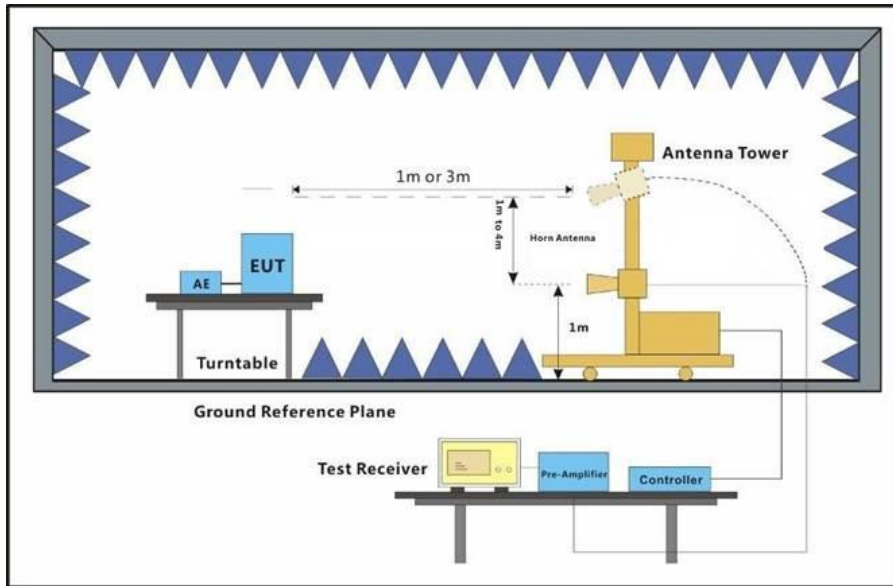 Antenna Tower
1m or 3m
1m to 4m
Horn Antenna
EUT
AE
1m
Turntable
Ground Reference Plane
Test Receiver
Pre-Amplifier
Controller